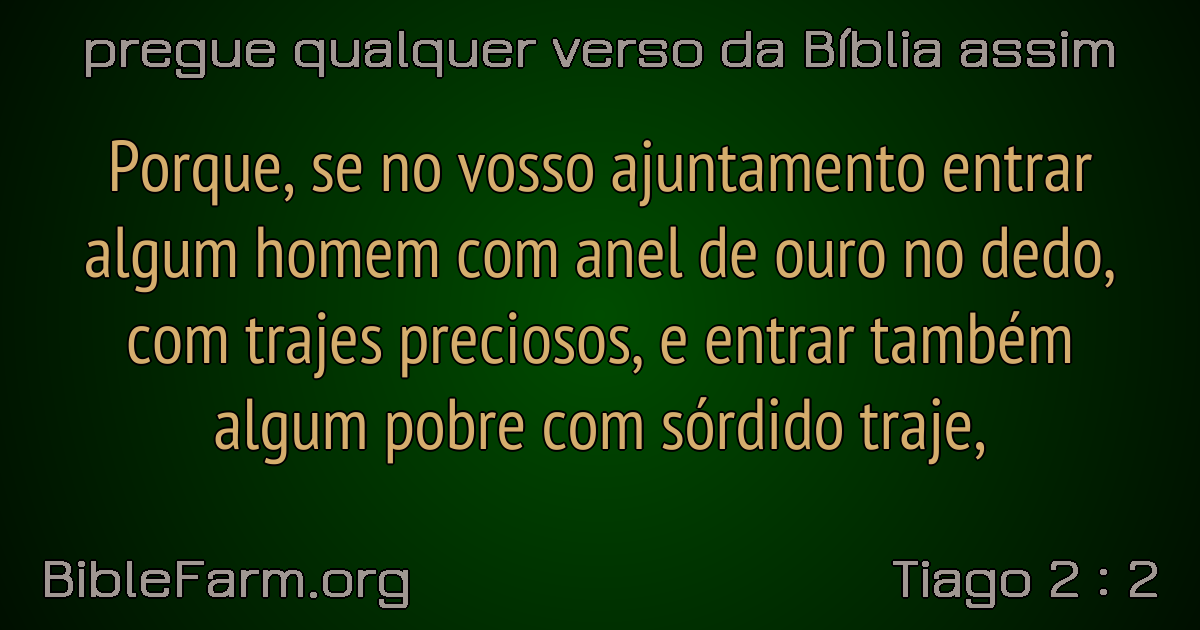 pregue qualquer verso da Bíblia assim
Porque, se no vosso ajuntamento entrar
algum homem com anel de ouro no dedo,
com trajes preciosos, e entrar também
algum pobre com sórdido traje,
BibleFarm.org
Tiago 2 : 2